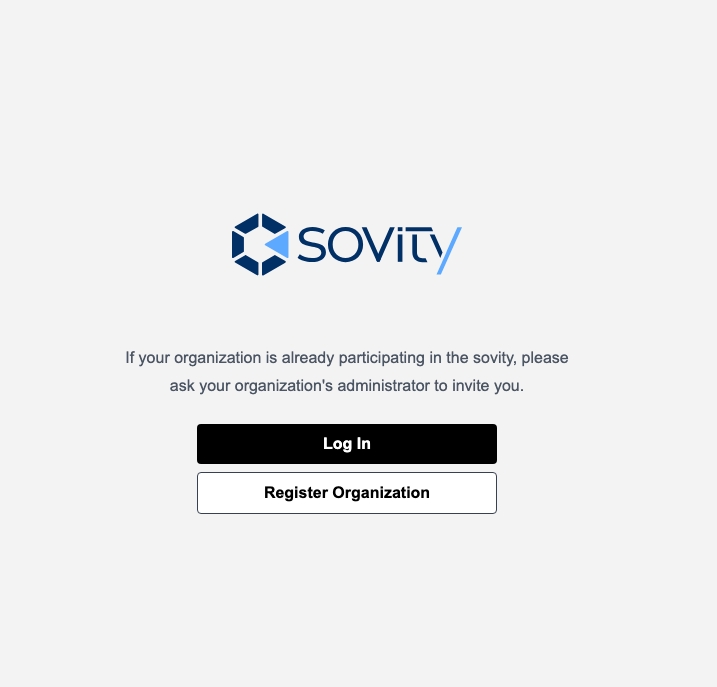 sovity
If your organization is already participating in the sovity, please
ask your organization's administrator to invite you.
Log In
Register Organization